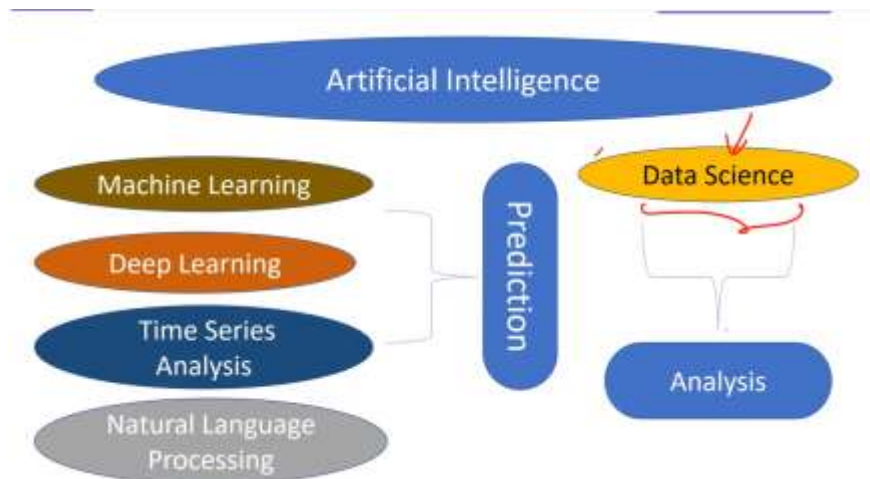 Artificial Intelligence
Machine Learning
Deep Learning
Time Series
Analysis
Natural Language
Processing
Prediction
Data Science
Analysis